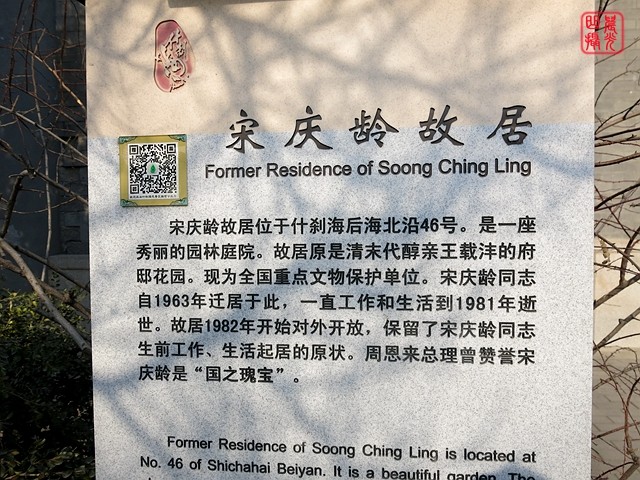 宋庆龄故居
Former Residence of Soong Ching Ling
宋庆龄故居位于什刹海后海北沿46号。是一座
秀丽的园林庭院。故居原是清末代醇亲王载沣的府
邸花园。现为全国重点文物保护单位。宋庆龄同志
自1963年迁居于此，一直工作和生活到1981年逝
世。故居1982年开始对外开放，保留了宋庆龄同志
生前工作、生活起居的原状。周恩来总理曾赞誉宋
庆龄是“国之瑰宝”。
Former Residence of Soong Ching Ling is located at
No. 46 of Shichahai Beiyan. It is a beautiful garden. The